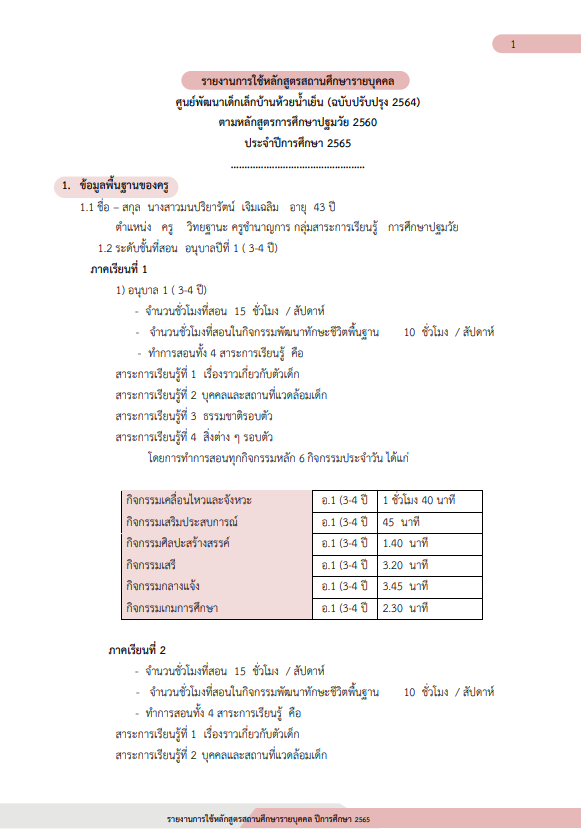 1
รายงานการใช้หลักสูตรสถานศึกษารายบุคคล
ศูนย์พัฒนาเด็กเล็กบ้านห้วยน้ำเย็น (ฉบับปรับปรุง 2564)
ตามหลักสูตรการศึกษาปฐมวัย 2560
ประจำปีการศึกษา 2565
................................................
1. ข้อมูลพื้นฐานของครู
1.1 ชื่อ – สกุล นางสาวมนปริยารัตน์ เจิมเฉลิม อายุ 43 ปี
ตำแหน่ง ครู วิทยฐานะ ครูชำนาญการ กลุ่มสาระการเรียนรู้ การศึกษาปฐมวัย
1.2 ระดับชั้นที่สอน อนุบาลปีที่ 1 ( 3-4 ปี)
ภาคเรียนที่ 1
1) อนุบาล 1 ( 3-4 ปี)
- จำนวนชั่วโมงที่สอน 15 ชั่วโมง / สัปดาห์
- จำนวนชั่วโมงที่สอนในกิจกรรมพัฒนาทักษะชีวิตพื้นฐาน 10 ชั่วโมง / สัปดาห์
- ทำการสอนทั้ง 4 สาระการเรียนรู้ คือ
สาระการเรียนรู้ที่ 1 เรื่องราวเกี่ยวกับตัวเด็ก
สาระการเรียนรู้ที่ 2 บุคคลและสถานที่แวดล้อมเด็ก
สาระการเรียนรู้ที่ 3 ธรรมชาติรอบตัว
สาระการเรียนรู้ที่ 4 สิ่งต่าง ๆ รอบตัว
โดยการทำการสอนทุกกิจกรรมหลัก 6 กิจกรรมประจำวัน ได้แก่
กิจกรรมเคลื่อนไหวและจังหวะ อ.1 (3-4 ปี 1 ชั่วโมง 40 นาที
กิจกรรมเสริมประสบการณ์ อ.1 (3-4 ปี 45 นาที
กิจกรรมศิลปะสร้างสรรค์ อ.1 (3-4 ปี 1.40 นาที
กิจกรรมเสรี อ.1 (3-4 ปี 3.20 นาที
กิจกรรมกลางแจ้ง อ.1 (3-4 ปี 3.45 นาที
กิจกรรมเกมการศึกษา อ.1 (3-4 ปี 2.30 นาที
ภาคเรียนที่ 2
- จำนวนชั่วโมงที่สอน 15 ชั่วโมง / สัปดาห์
- จำนวนชั่วโมงที่สอนในกิจกรรมพัฒนาทักษะชีวิตพื้นฐาน 10 ชั่วโมง / สัปดาห์
- ทำการสอนทั้ง 4 สาระการเรียนรู้ คือ
สาระการเรียนรู้ที่ 1 เรื่องราวเกี่ยวกับตัวเด็ก
สาระการเรียนรู้ที่ 2 บุคคลและสถานที่แวดล้อมเด็ก
รายงานการใช้หลักสูตรสถานศึกษารายบุคคล ปีการศึกษา 2565